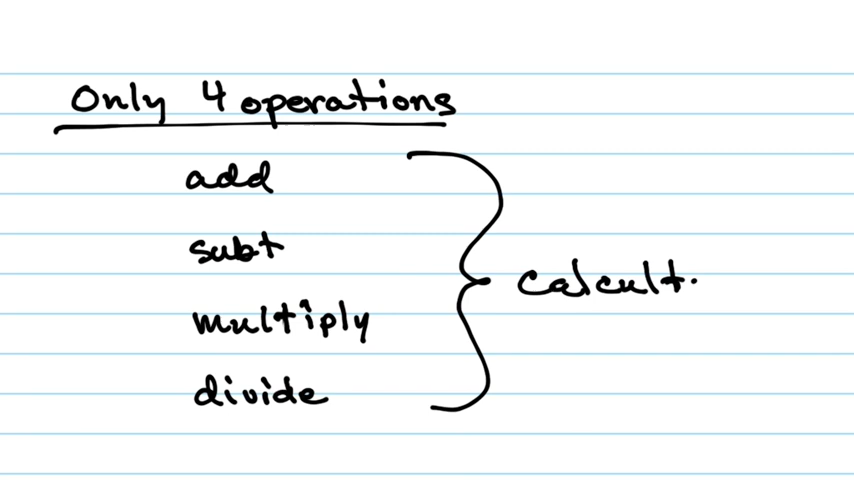 Only 4 operations
add
subt
multiply
divide
calcult.